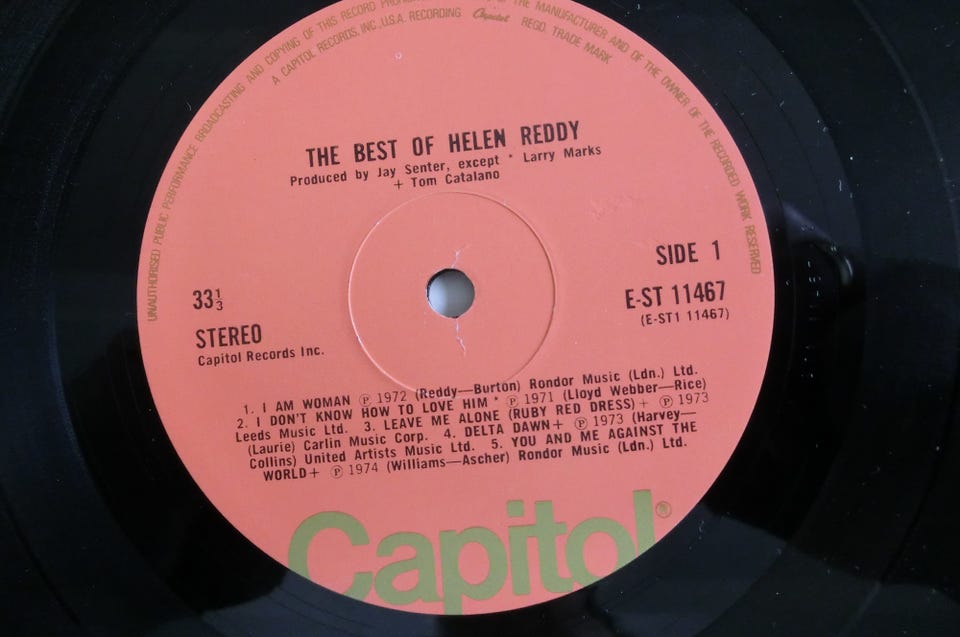 UNAUTHORISED PUBLIC PERFORMANCE BROADCASTING AND COPYING OF THIS RECORD PROHIBITED
OF THE MANUFACTURER AND OF THE OWNER OF THE RECORDED WORK RESERVED
A CAPITOL RECORDS, INC., U.S.A. RECORDING Capitol REGD. TRADE MARK
THE BEST OF HELEN REDDY
Produced by Jay Senter, except * Larry Marks
+ Tom Catalano
SIDE 1
33⅓
E-ST 11467
(E-ST1 11467)
STEREO
Capitol Records Inc.
1. I AM WOMAN Ⓟ 1972 (Reddy—Burton) Rondor Music (Ldn.) Ltd.
2. I DON'T KNOW HOW TO LOVE HIM * Ⓟ 1971 (Lloyd Webber—Rice)
Leeds Music Ltd. 3. LEAVE ME ALONE (RUBY RED DRESS)+ Ⓟ 1973
(Laurie) Carlin Music Corp. 4. DELTA DAWN+ Ⓟ 1973 (Harvey—
Collins) United Artists Music Ltd. 5. YOU AND ME AGAINST THE
WORLD+ Ⓟ 1974 (Williams—Ascher) Rondor Music (Ldn.) Ltd.
Capitol®